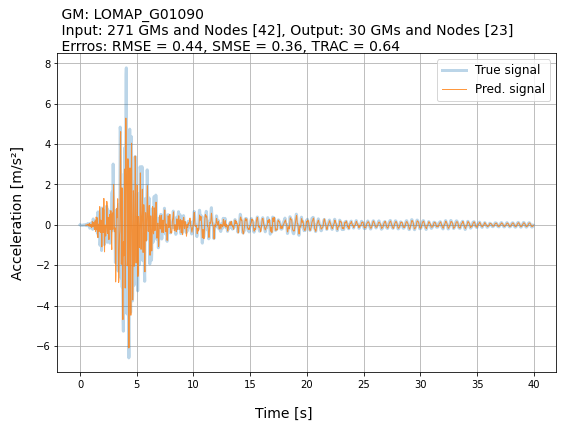 GM: LOMAP_G01090
Input: 271 GMs and Nodes [42], Output: 30 GMs and Nodes [23]
Errros: RMSE = 0.44, SMSE = 0.36, TRAC = 0.64
True signal
Pred. signal
Acceleration [m/s²]
8
6
4
2
0
−2
−4
−6
0
5
10
15
20
25
30
35
40
Time [s]